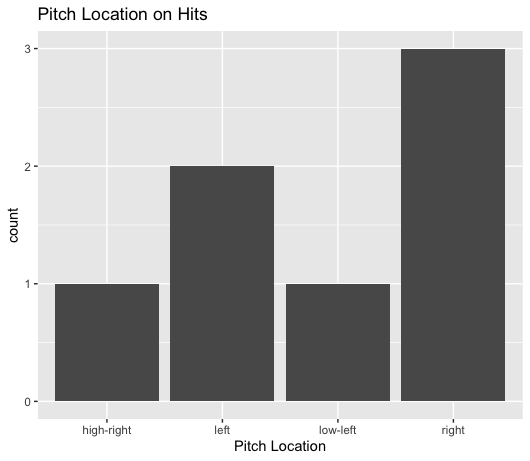 Pitch Location on Hits
count
3
2
1
0
high-right left low-left right
Pitch Location